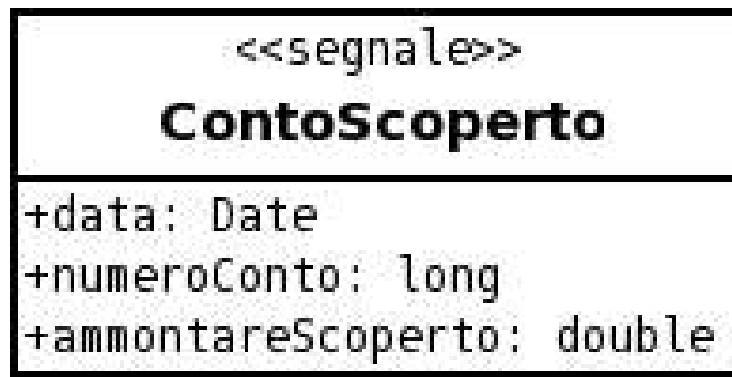 <<segnale>>
ContoScoperto
+data: Date
+numeroConto: long
+ammontareScoperto: double